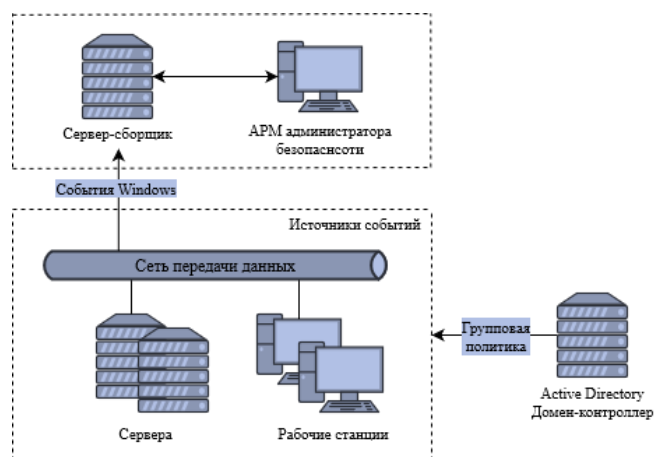 Сервер-сборщик
АРМ администратора
безопаснсоти
События Windows
Источники событий
Сеть передачи данных
Групповая
политика
Сервера
Рабочие станции
Active Directory
Домен-контроллер